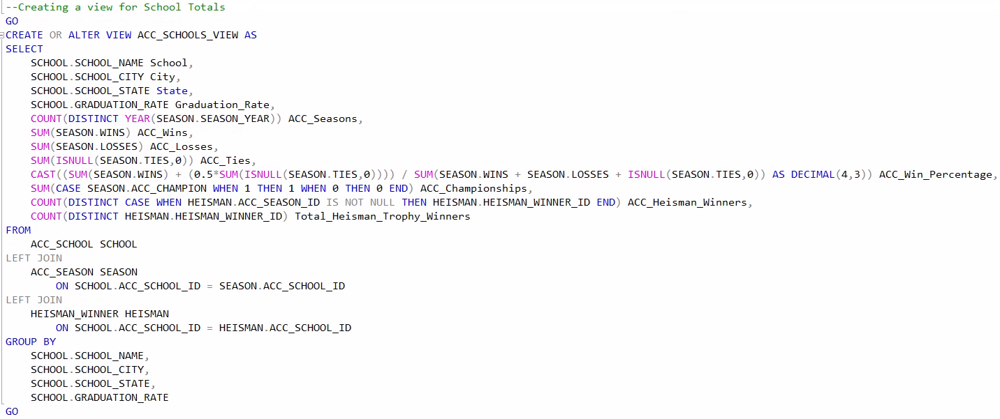 --Creating a view for School Totals
GO
CREATE OR ALTER VIEW ACC_SCHOOLS_VIEW AS
SELECT
    SCHOOL.SCHOOL_NAME School,
    SCHOOL.SCHOOL_CITY City,
    SCHOOL.SCHOOL_STATE State,
    SCHOOL.GRADUATION_RATE Graduation_Rate,
    COUNT(DISTINCT YEAR(SEASON.SEASON_YEAR)) ACC_Seasons,
    SUM(SEASON.WINS) ACC_Wins,
    SUM(SEASON.LOSSES) ACC_Losses,
    SUM(ISNULL(SEASON.TIES,0)) ACC_Ties,
    CAST((SUM(SEASON.WINS) + (0.5*SUM(ISNULL(SEASON.TIES,0)))) / SUM(SEASON.WINS + SEASON.LOSSES + ISNULL(SEASON.TIES,0)) AS DECIMAL(4,3)) ACC_Win_Percentage,
    SUM(CASE SEASON.ACC_CHAMPION WHEN 1 THEN 1 WHEN 0 THEN 0 END) ACC_Championships,
    COUNT(DISTINCT CASE WHEN HEISMAN.ACC_SEASON_ID IS NOT NULL THEN HEISMAN.HEISMAN_WINNER_ID END) ACC_Heisman_Winners,
    COUNT(DISTINCT HEISMAN.HEISMAN_WINNER_ID) Total_Heisman_Trophy_Winners
FROM
    ACC_SCHOOL SCHOOL
LEFT JOIN
    ACC_SEASON SEASON
        ON SCHOOL.ACC_SCHOOL_ID = SEASON.ACC_SCHOOL_ID
LEFT JOIN
    HEISMAN_WINNER HEISMAN
        ON SCHOOL.ACC_SCHOOL_ID = HEISMAN.ACC_SCHOOL_ID
GROUP BY
    SCHOOL.SCHOOL_NAME,
    SCHOOL.SCHOOL_CITY,
    SCHOOL.SCHOOL_STATE,
    SCHOOL.GRADUATION_RATE
GO